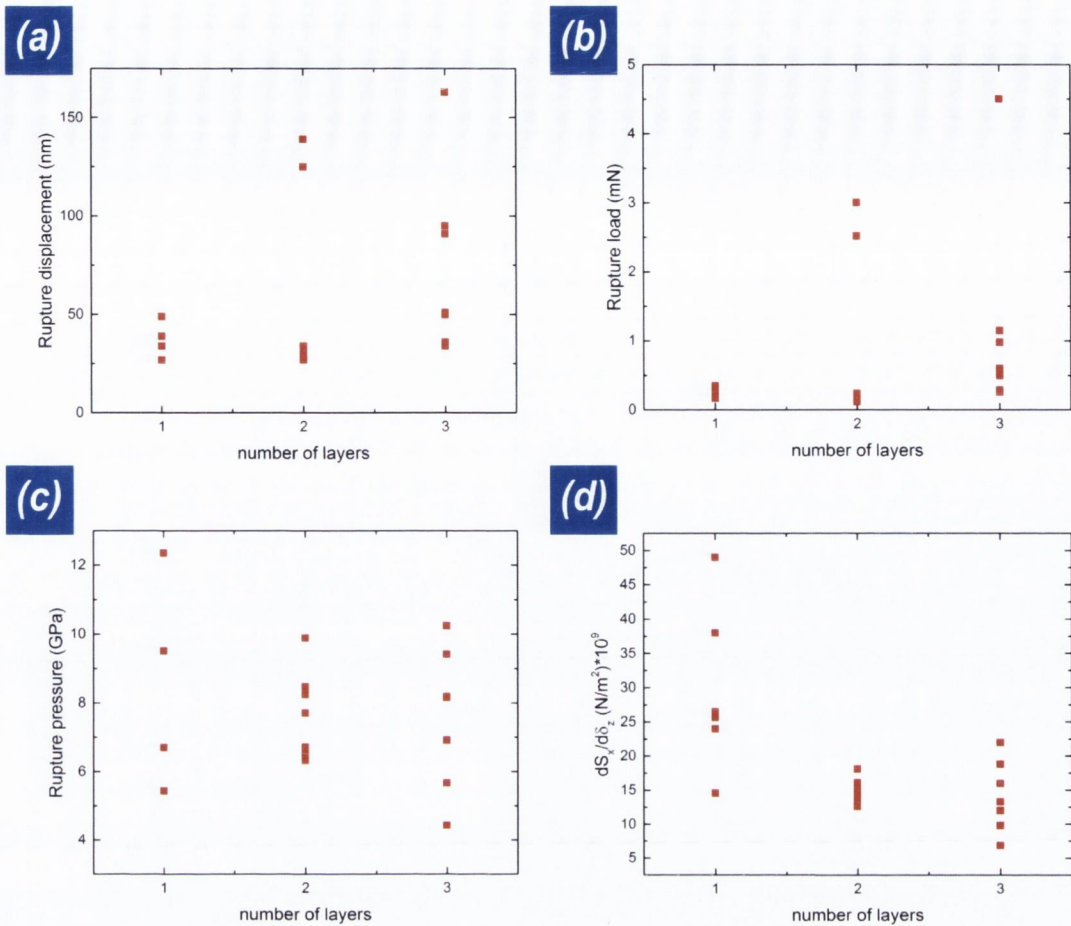 (a)
150
100
50
0
Rupture displacement (nm)
1 2 3
number of layers
(b)
5
4
3
2
1
0
Rupture load (mN)
1 2 3
number of layers
(c)
12
10
8
6
4
Rupture pressure (GPa)
1 2 3
number of layers
(d)
50
45
40
35
30
25
20
15
10
5
dSₓ/dδ_z (N/m²)*10⁹
1 2 3
number of layers